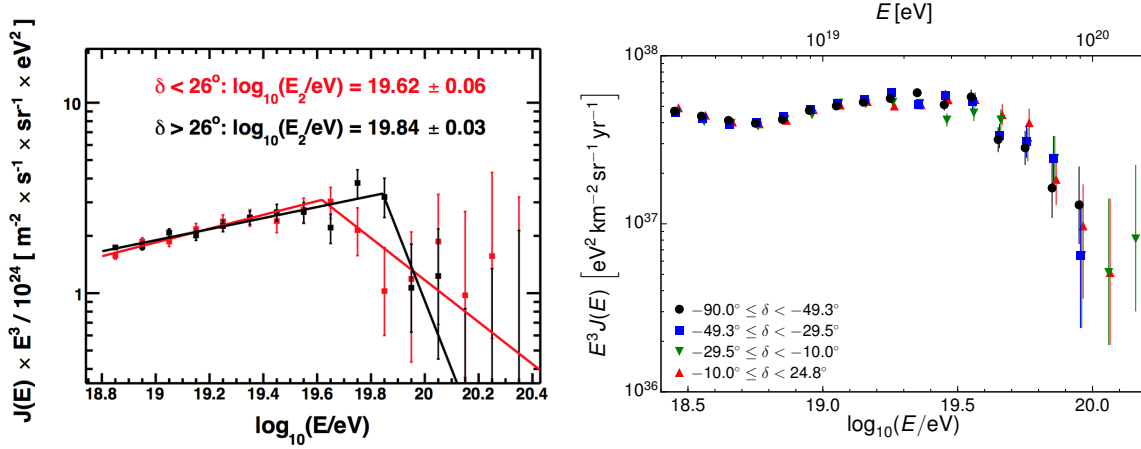 δ < 26°: log₁₀(E₂/eV) = 19.62 ± 0.06
δ > 26°: log₁₀(E₂/eV) = 19.84 ± 0.03
J(E) × E³ / 10²⁴ [ m⁻² × s⁻¹ × sr⁻¹ × eV² ]
10
1
18.8 19 19.2 19.4 19.6 19.8 20 20.2 20.4
log₁₀(E/eV)
E [eV]
10¹⁹ 10²⁰
10³⁸
10³⁷
10³⁶
E³ J(E) [ eV² km⁻² sr⁻¹ yr⁻¹ ]
−90.0° ≤ δ < −49.3°
−49.3° ≤ δ < −29.5°
−29.5° ≤ δ < −10.0°
−10.0° ≤ δ < 24.8°
18.5 19.0 19.5 20.0
log₁₀(E/eV)